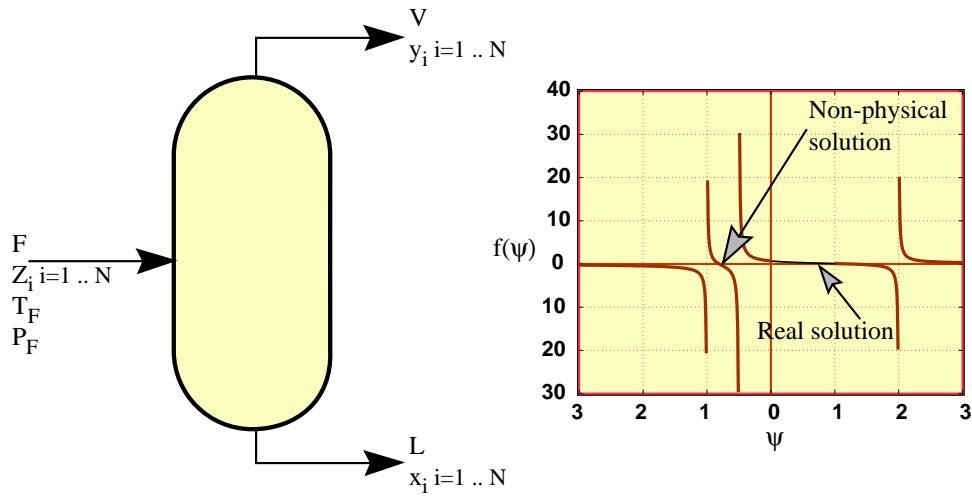 V
y_i i=1 .. N
F
Z_i i=1 .. N
T_F
P_F
L
x_i i=1 .. N
40
30
20
10
0
10
20
30
f(ψ)
Non-physical
solution
Real solution
3 2 1 0 1 2 3
ψ